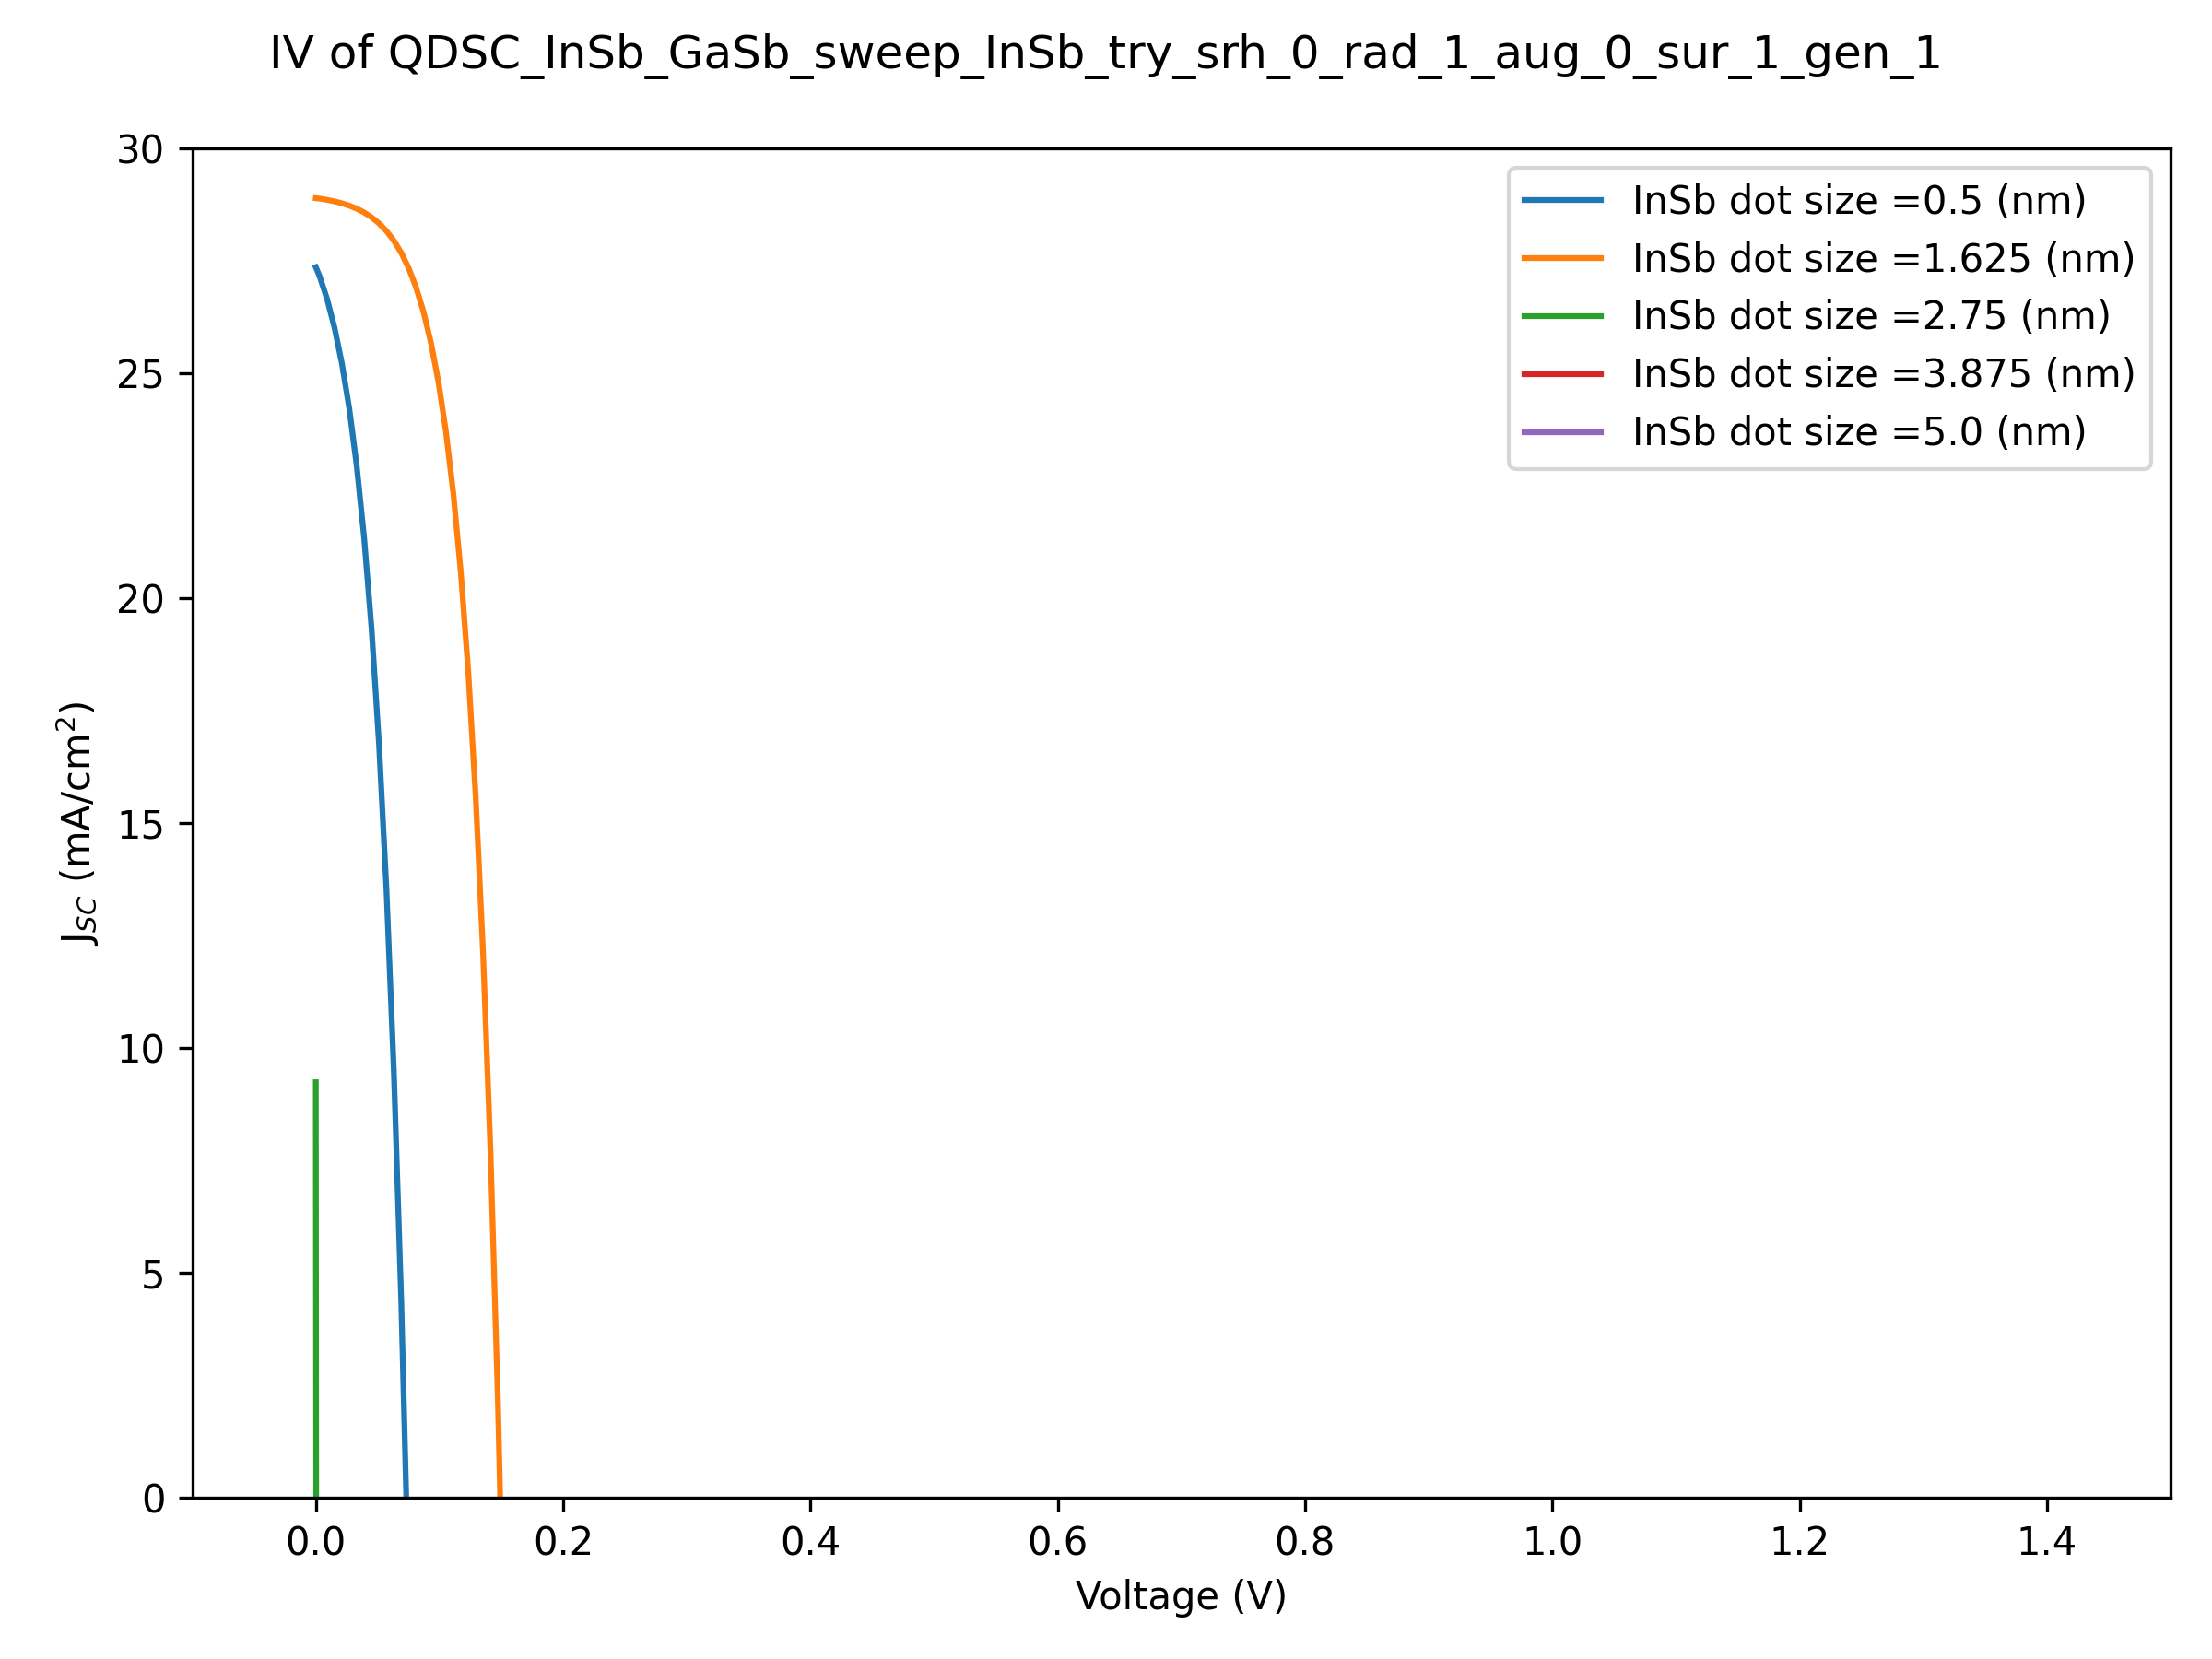 IV of QDSC_InSb_GaSb_sweep_InSb_try_srh_0_rad_1_aug_0_sur_1_gen_1
30
25
20
15
10
5
0
J_SC (mA/cm²)
InSb dot size =0.5 (nm)
InSb dot size =1.625 (nm)
InSb dot size =2.75 (nm)
InSb dot size =3.875 (nm)
InSb dot size =5.0 (nm)
0.0 0.2 0.4 0.6 0.8 1.0 1.2 1.4
Voltage (V)